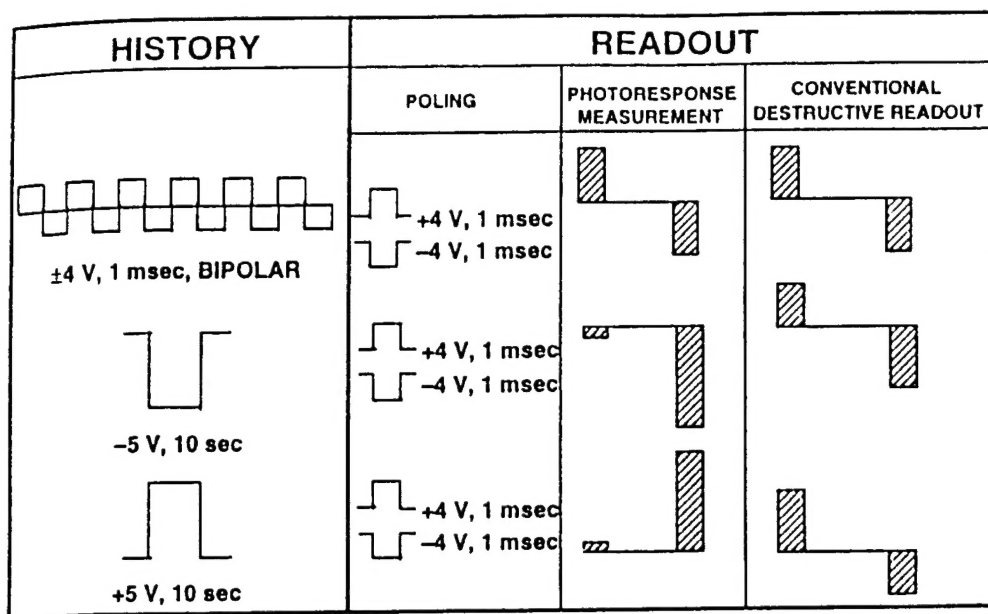 HISTORY
READOUT
POLING
PHOTORESPONSE
MEASUREMENT
CONVENTIONAL
DESTRUCTIVE READOUT
±4 V, 1 msec, BIPOLAR
+4 V, 1 msec
–4 V, 1 msec
–5 V, 10 sec
+4 V, 1 msec
–4 V, 1 msec
+5 V, 10 sec
+4 V, 1 msec
–4 V, 1 msec